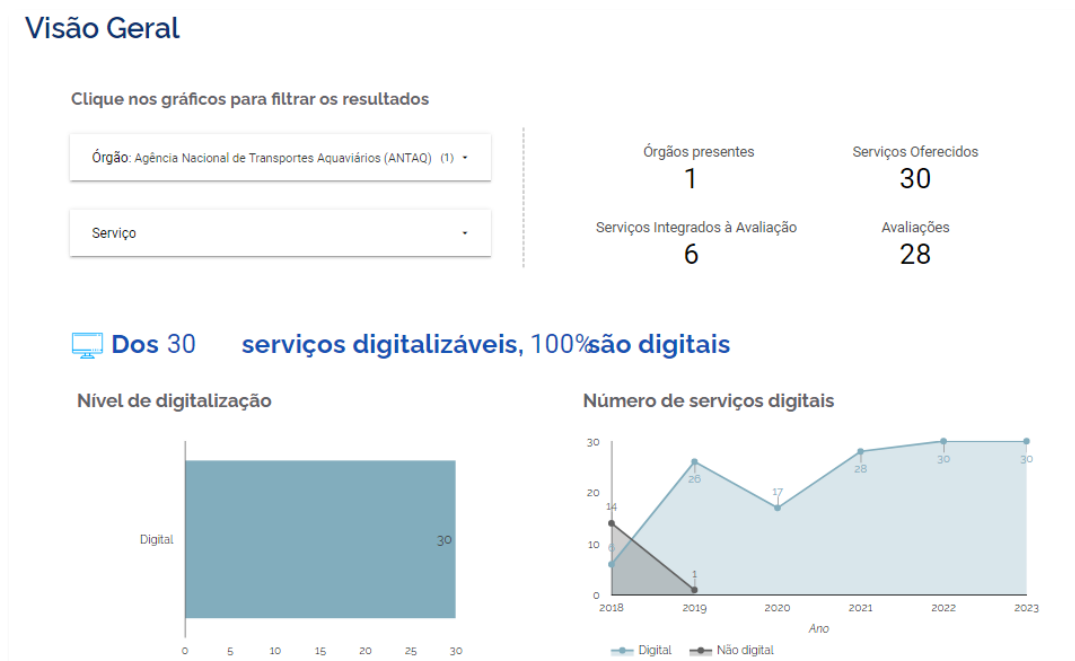 Visão Geral
Clique nos gráficos para filtrar os resultados
Órgão: Agência Nacional de Transportes Aquaviários (ANTAQ) (1)
Serviço
Órgãos presentes
1
Serviços Oferecidos
30
Serviços Integrados à Avaliação
6
Avaliações
28
Dos 30 serviços digitalizáveis, 100% são digitais
Nível de digitalização
Digital
30
0 5 10 15 20 25 30
Número de serviços digitais
30
20
10
0
14
6
26
1
17
28
30
30
2018 2019 2020 2021 2022 2023
Ano
Digital Não digital